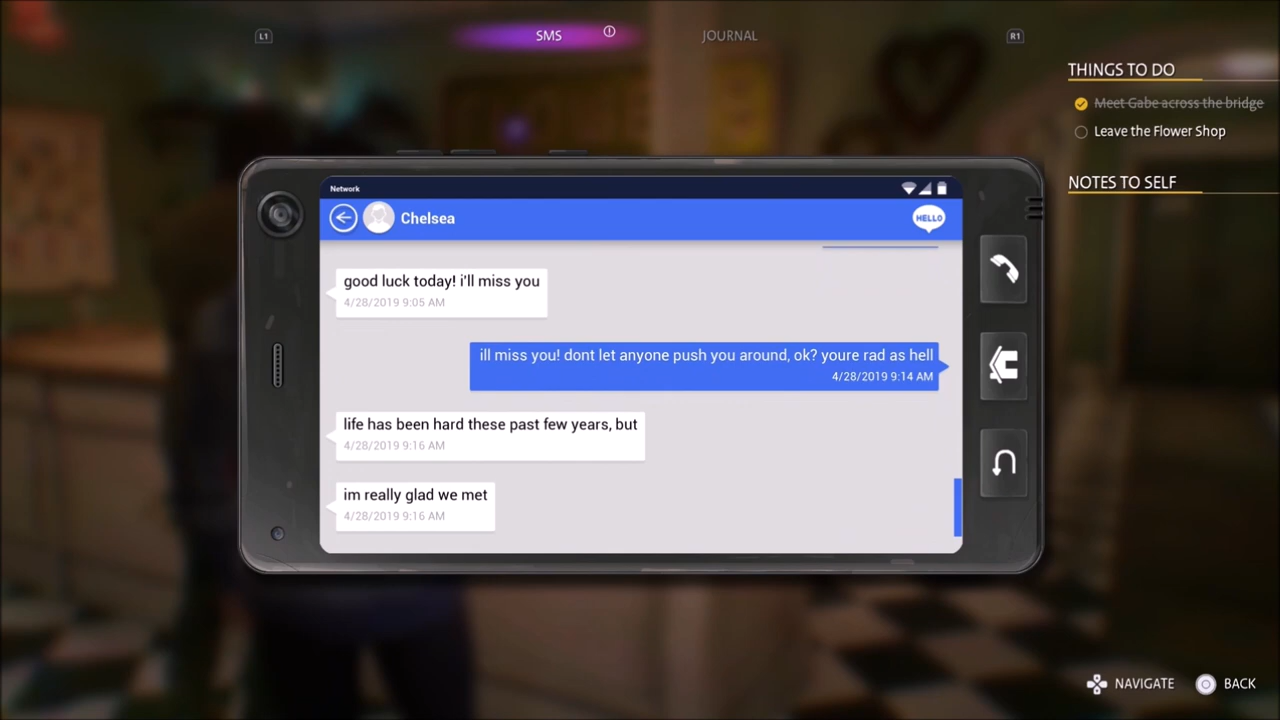 L1
SMS
JOURNAL
R1
THINGS TO DO
Meet Gabe across the bridge
Leave the Flower Shop
NOTES TO SELF
Network
Chelsea
HELLO
good luck today! i'll miss you
4/28/2019 9:05 AM
ill miss you! dont let anyone push you around, ok? youre rad as hell
4/28/2019 9:14 AM
life has been hard these past few years, but
4/28/2019 9:16 AM
im really glad we met
4/28/2019 9:16 AM
NAVIGATE
BACK